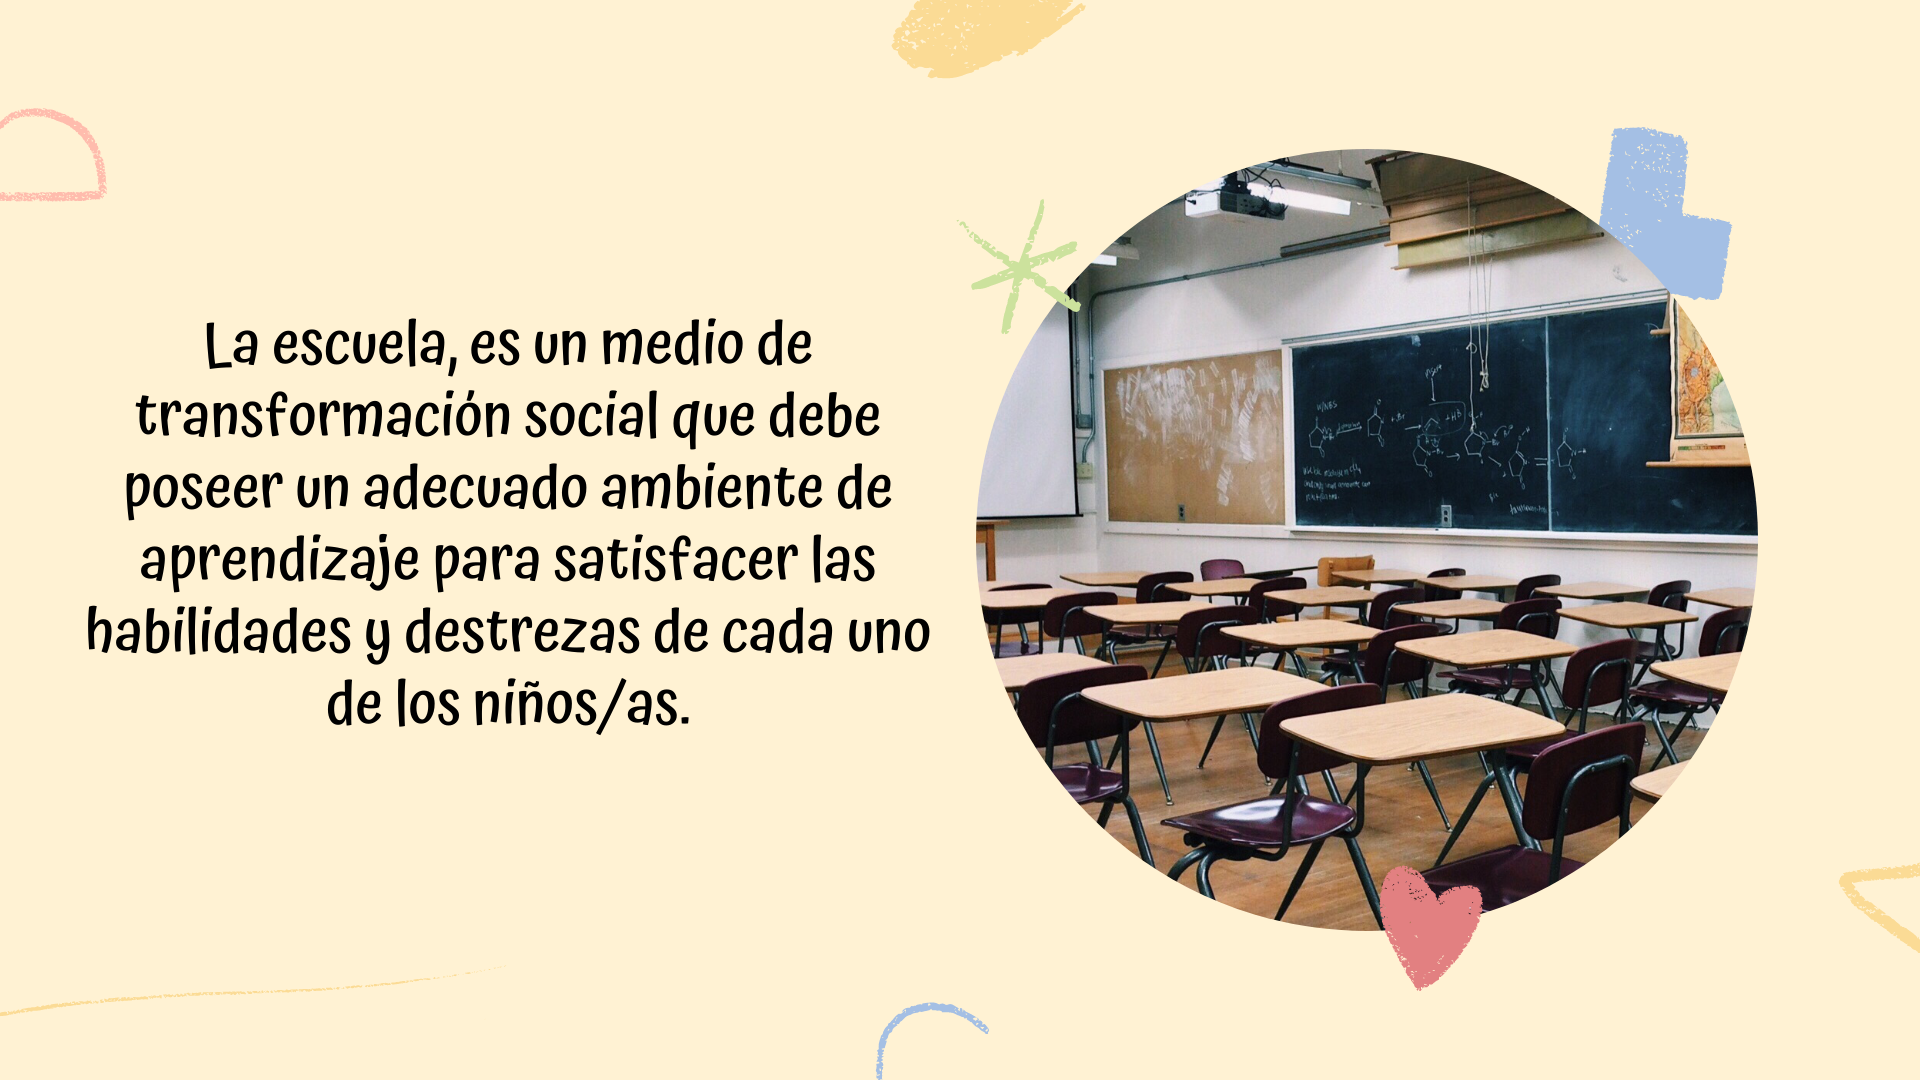 La escuela, es un medio de
transformación social que debe
poseer un adecuado ambiente de
aprendizaje para satisfacer las
habilidades y destrezas de cada uno
de los niños/as.